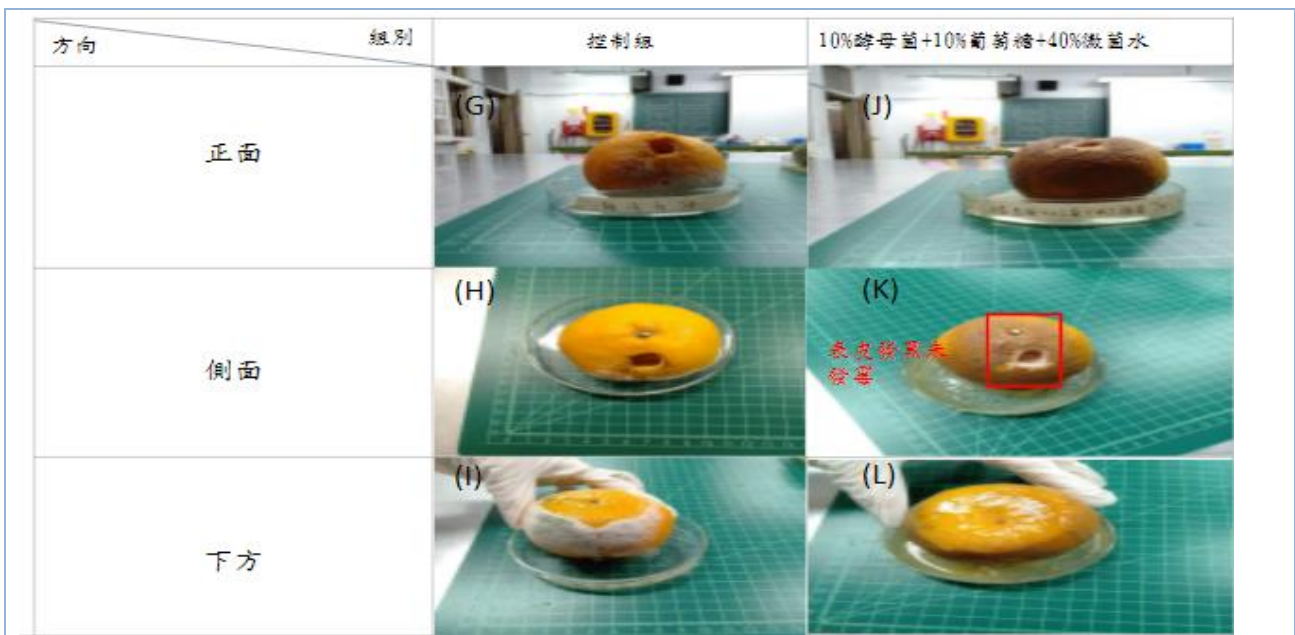 組別
方向
控制組
10%酵母菌+10%葡萄糖+40%微菌水
正面
(G)
(J)
側面
(H)
(K)
表皮發黑未
發霉
下方
(I)
(L)